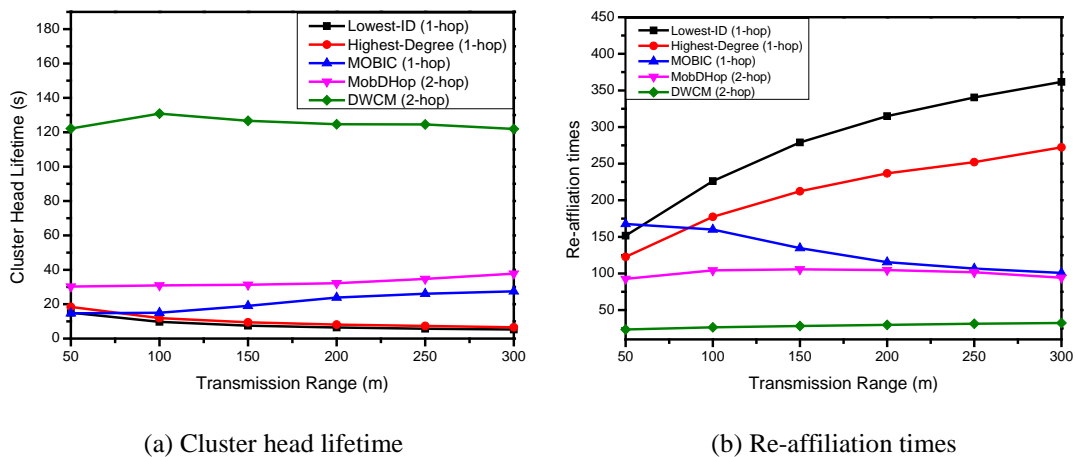 180
160
140
120
100
80
60
40
20
0
Cluster Head Lifetime (s)
Lowest-ID (1-hop)
Highest-Degree (1-hop)
MOBIC (1-hop)
MobDHop (2-hop)
DWCM (2-hop)
50 100 150 200 250 300
Transmission Range (m)
(a) Cluster head lifetime
450
400
350
300
250
200
150
100
50
Re-affliation times
Lowest-ID (1-hop)
Highest-Degree (1-hop)
MOBIC (1-hop)
MobDHop (2-hop)
DWCM (2-hop)
50 100 150 200 250 300
Transmission Range (m)
(b) Re-affiliation times